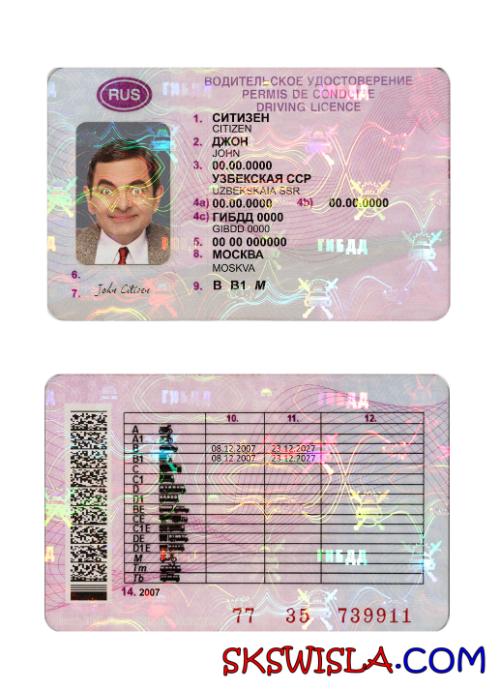 RUS
ВОДИТЕЛЬСКОЕ УДОСТОВЕРЕНИЕ
PERMIS DE CONDUIRE
DRIVING LICENCE
1. СИТИЗЕН
CITIZEN
2. ДЖОН
JOHN
3. 00.00.0000
УЗБЕКСКАЯ ССР
UZBEKSKAIA SSR
4a) 00.00.0000 4b) 00.00.0000
4c) ГИБДД 0000
GIBDD 0000
5. 00 00 000000
8. МОСКВА
MOSKVA
6.
7. John Citizen
9. B B1 M
ГИБДД
10. 11. 12.
A
A1
B 08.12.2007 23.12.2027
B1 08.12.2007 23.12.2027
C
C1
D
D1
BE
CE
C1E
DE
D1E
M
Tm
Tb
14. 2007
77 35 739911
SKSWISLA.COM